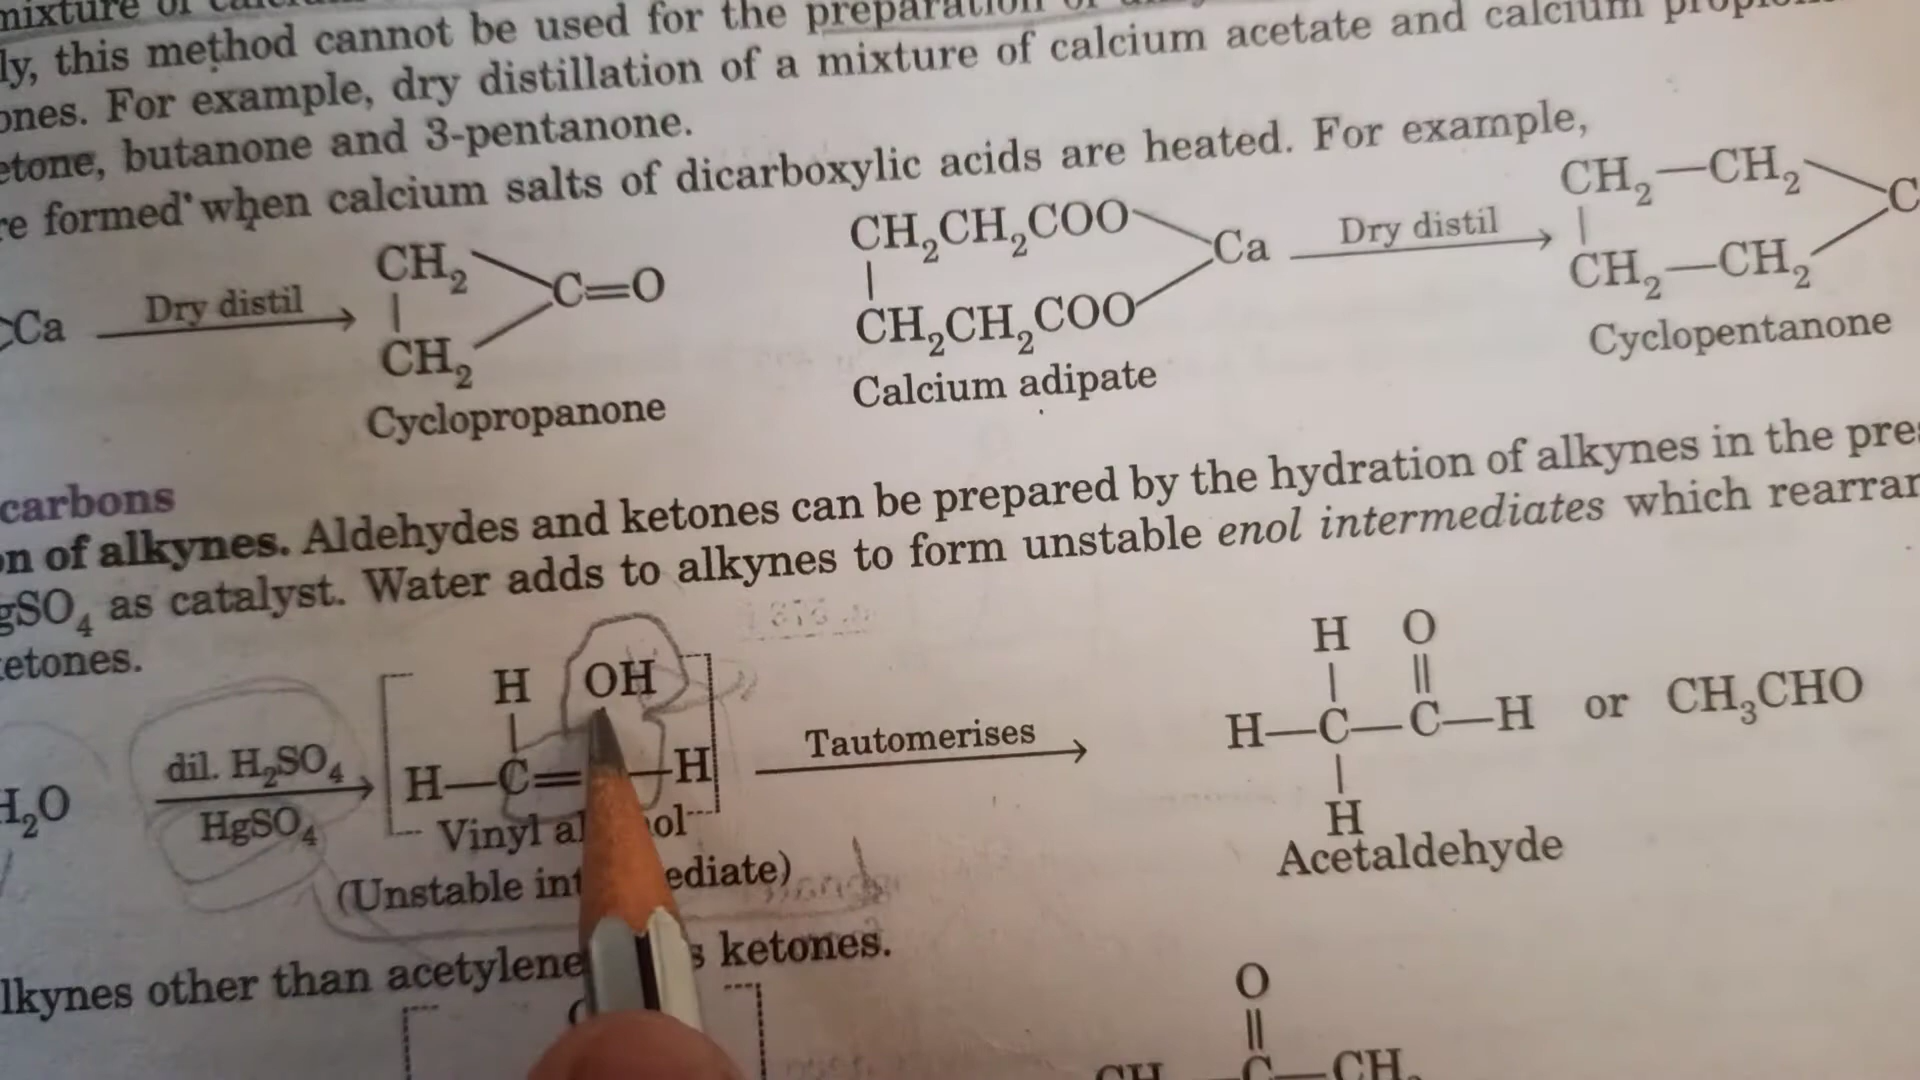 mixture of
ly, this method cannot be used for the preparation of
ones. For example, dry distillation of a mixture of calcium acetate and calcium
etone, butanone and 3-pentanone.
re formed when calcium salts of dicarboxylic acids are heated. For example,
Ca Dry distil CH₂ CH₂ C=O CH₂CH₂COO CH₂CH₂COO Ca Dry distil CH₂—CH₂ CH₂—CH₂ C
Cyclopropanone Calcium adipate Cyclopentanone
carbons
on of alkynes. Aldehydes and ketones can be prepared by the hydration of alkynes in the pre
gSO₄ as catalyst. Water adds to alkynes to form unstable enol intermediates which rearran
etones.
H OH H O
H₂O dil. H₂SO₄ H—C= —H Tautomerises H—C—C—H or CH₃CHO
HgSO₄ H
Vinyl al ol Acetaldehyde
(Unstable int ediate)
lkynes other than acetylene s ketones.
O
CH C—CH